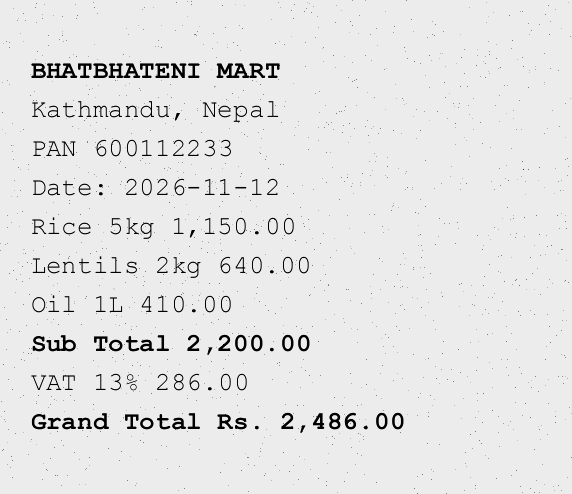 BHATBHATENI MART
Kathmandu, Nepal
PAN 600112233
Date: 2026-11-12
Rice 5kg 1,150.00
Lentils 2kg 640.00
Oil 1L 410.00
Sub Total 2,200.00
VAT 13% 286.00
Grand Total Rs. 2,486.00